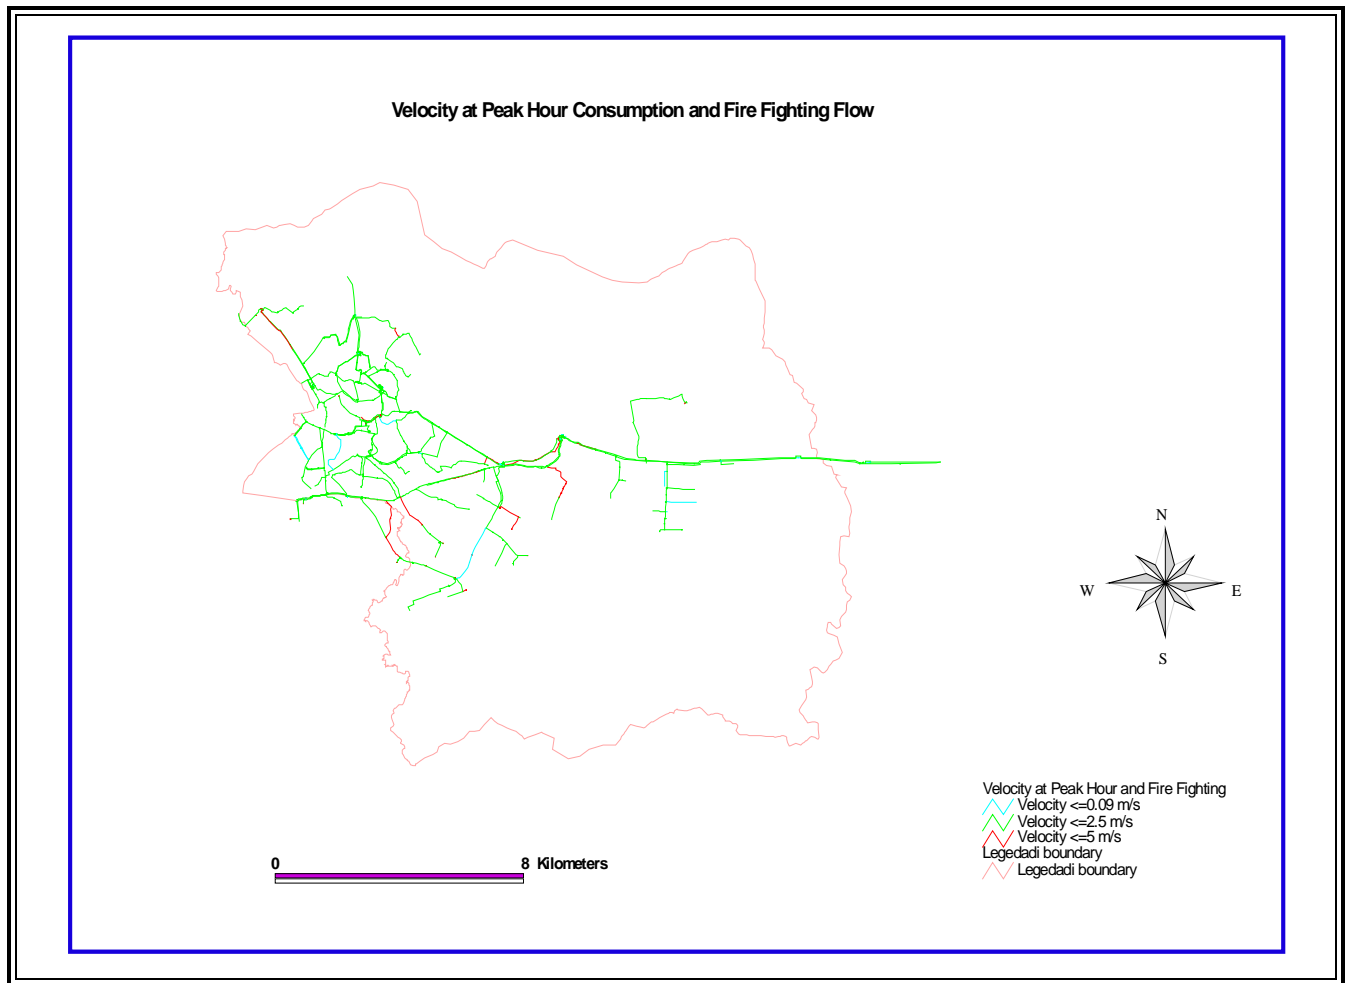 Velocity at Peak Hour Consumption and Fire Fighting Flow
N
W
E
S
Velocity at Peak Hour and Fire Fighting
Velocity <=0.09 m/s
Velocity <=2.5 m/s
Velocity <=5 m/s
Legedadi boundary
Legedadi boundary
0 8 Kilometers